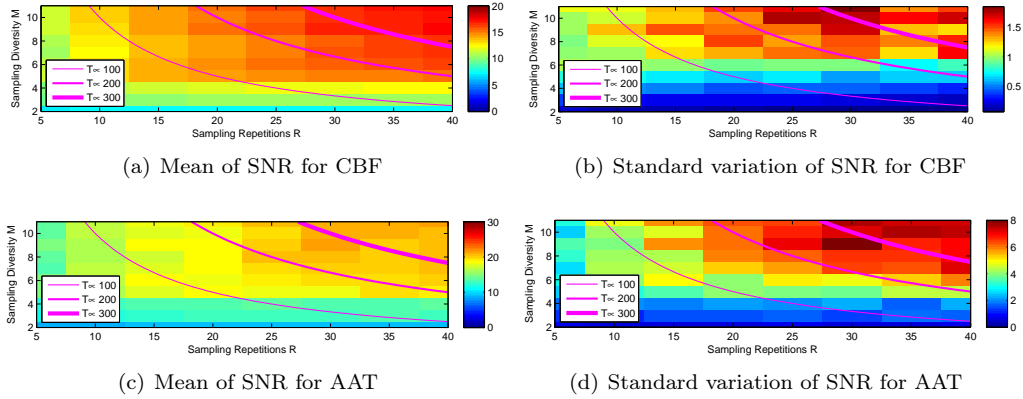 Sampling Diversity M
10
8
6
4
2
T∝ 100
T∝ 200
T∝ 300
5 10 15 20 25 30 35 40
Sampling Repetitions R
20
15
10
5
0
(a) Mean of SNR for CBF
Sampling Diversity M
10
8
6
4
2
T∝ 100
T∝ 200
T∝ 300
5 10 15 20 25 30 35 40
Sampling Repetitions R
1.5
1
0.5
(b) Standard variation of SNR for CBF
Sampling Diversity M
10
8
6
4
2
T∝ 100
T∝ 200
T∝ 300
5 10 15 20 25 30 35 40
Sampling Repetitions R
30
20
10
0
(c) Mean of SNR for AAT
Sampling Diversity M
10
8
6
4
2
T∝ 100
T∝ 200
T∝ 300
5 10 15 20 25 30 35 40
Sampling Repetitions R
8
6
4
2
0
(d) Standard variation of SNR for AAT